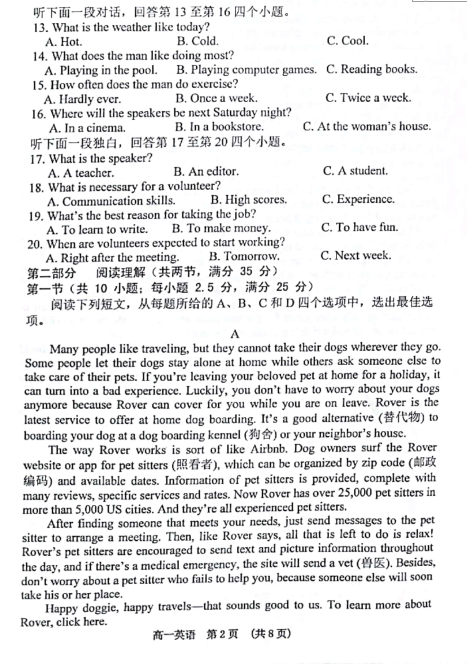 听下面一段对话，回答第 13 至第 16 四个小题。
13. What is the weather like today?
A. Hot. B. Cold. C. Cool.
14. What does the man like doing most?
A. Playing in the pool. B. Playing computer games. C. Reading books.
15. How often does the man do exercise?
A. Hardly ever. B. Once a week. C. Twice a week.
16. Where will the speakers be next Saturday night?
A. In a cinema. B. In a bookstore. C. At the woman's house.
听下面一段独白，回答第 17 至第 20 四个小题。
17. What is the speaker?
A. A teacher. B. An editor. C. A student.
18. What is necessary for a volunteer?
A. Communication skills. B. High scores. C. Experience.
19. What's the best reason for taking the job?
A. To learn to write. B. To make money. C. To have fun.
20. When are volunteers expected to start working?
A. Right after the meeting. B. Tomorrow. C. Next week.
第二部分 阅读理解（共两节，满分 35 分）
第一节（共 10 小题；每小题 2.5 分，满分 25 分）
阅读下列短文，从每题所给的 A、B、C 和 D 四个选项中，选出最佳选
项。
A
Many people like traveling, but they cannot take their dogs wherever they go.
Some people let their dogs stay alone at home while others ask someone else to
take care of their pets. If you're leaving your beloved pet at home for a holiday, it
can turn into a bad experience. Luckily, you don't have to worry about your dogs
anymore because Rover can cover for you while you are on leave. Rover is the
latest service to offer at home dog boarding. It's a good alternative (替代物) to
boarding your dog at a dog boarding kennel (狗舍) or your neighbor's house.
The way Rover works is sort of like Airbnb. Dog owners surf the Rover
website or app for pet sitters (照看者), which can be organized by zip code (邮政
编码) and available dates. Information of pet sitters is provided, complete with
many reviews, specific services and rates. Now Rover has over 25,000 pet sitters in
more than 5,000 US cities. And they're all experienced pet sitters.
After finding someone that meets your needs, just send messages to the pet
sitter to arrange a meeting. Then, like Rover says, all that is left to do is relax!
Rover's pet sitters are encouraged to send text and picture information throughout
the day, and if there's a medical emergency, the site will send a vet (兽医). Besides,
don't worry about a pet sitter who fails to help you, because someone else will soon
take his or her place.
Happy doggie, happy travels—that sounds good to us. To learn more about
Rover, click here.
高一英语 第 2 页 （共 8 页）